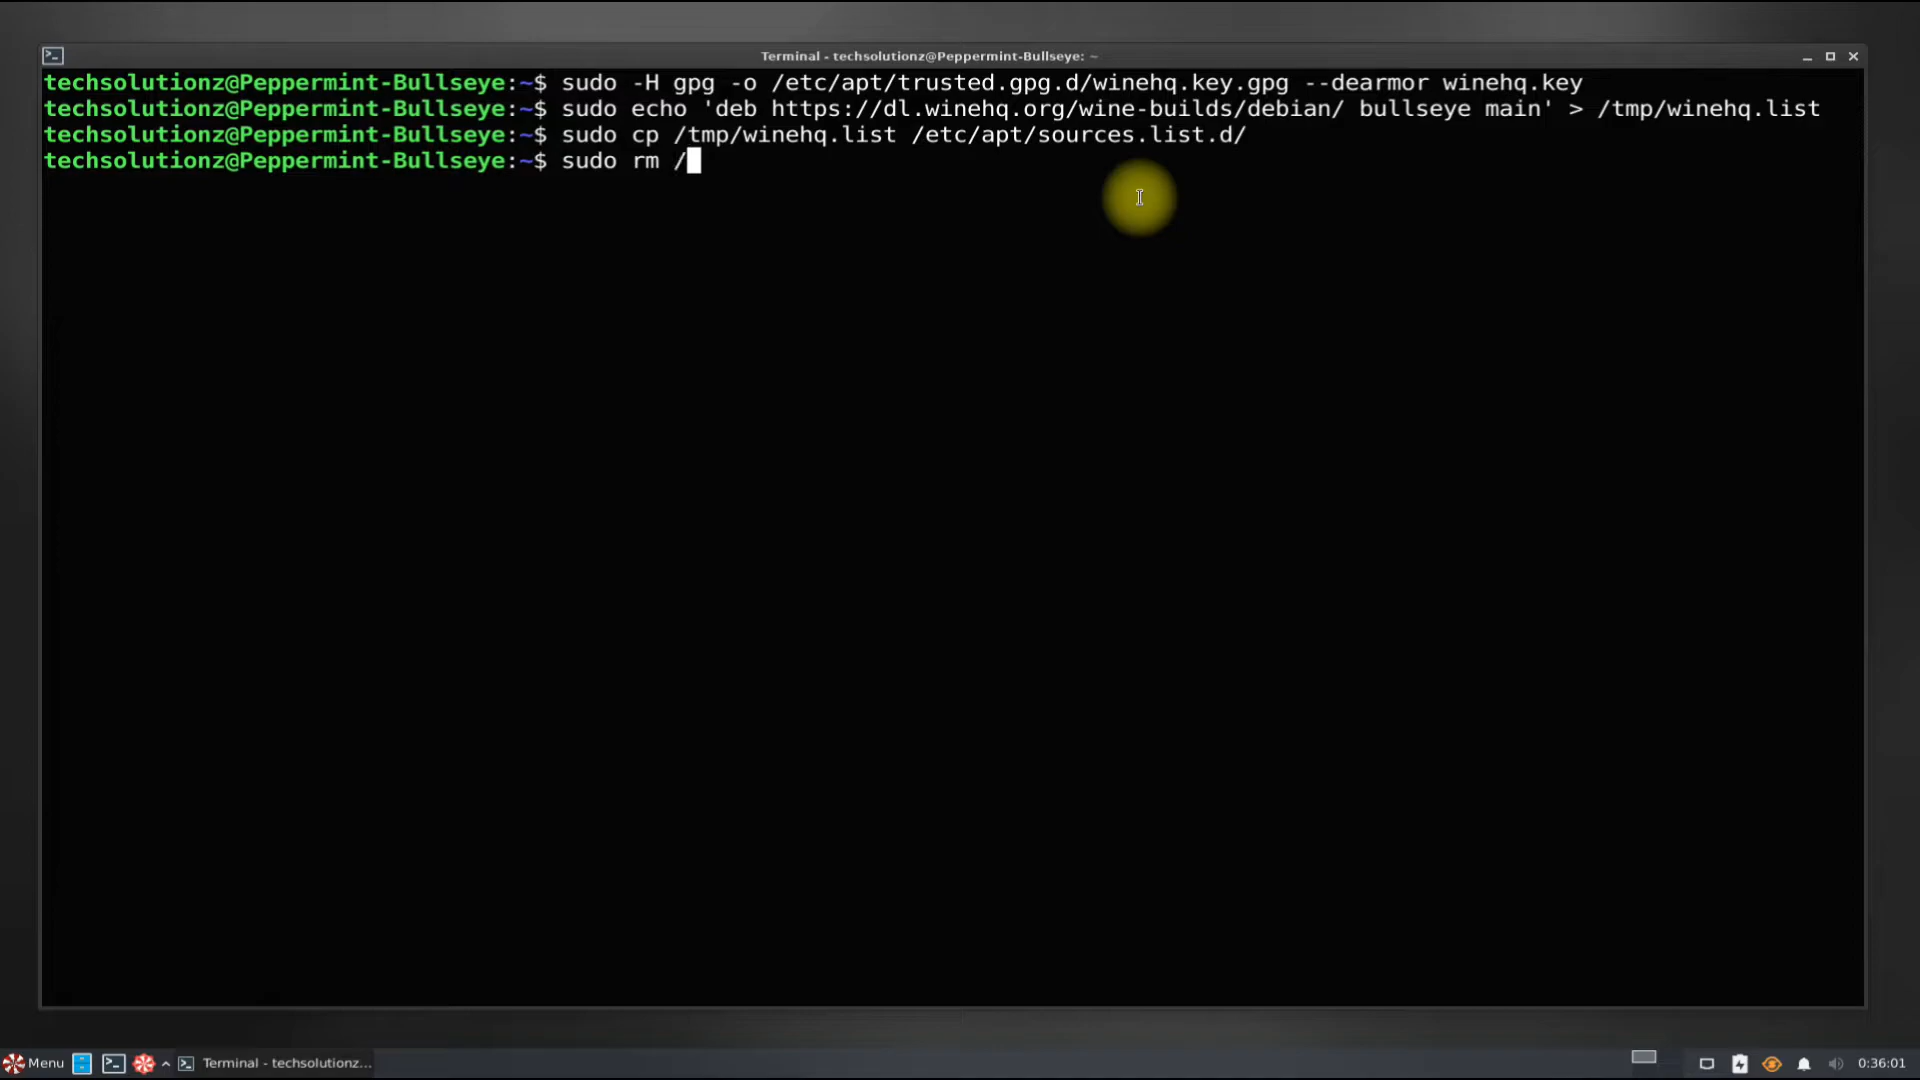 Terminal - techsolutionz@Peppermint-Bullseye: ~
techsolutionz@Peppermint-Bullseye:~$ sudo -H gpg -o /etc/apt/trusted.gpg.d/winehq.key.gpg --dearmor winehq.key
techsolutionz@Peppermint-Bullseye:~$ sudo echo 'deb https://dl.winehq.org/wine-builds/debian/ bullseye main' > /tmp/winehq.list
techsolutionz@Peppermint-Bullseye:~$ sudo cp /tmp/winehq.list /etc/apt/sources.list.d/
techsolutionz@Peppermint-Bullseye:~$ sudo rm /
Menu Terminal - techsolutionz... 0:36:01